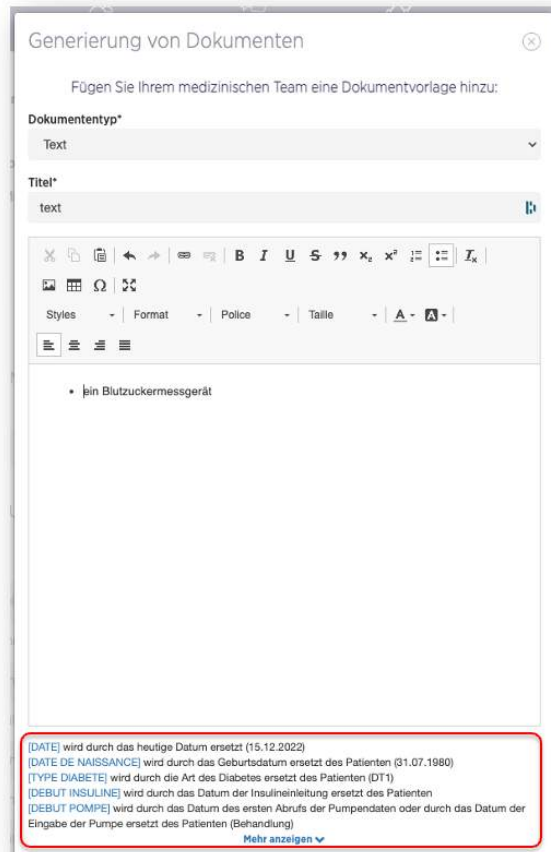 Generierung von Dokumenten
Fügen Sie Ihrem medizinischen Team eine Dokumentvorlage hinzu:
Dokumententyp*
Text
Titel*
text
B I U S x₂ x² Iₓ
Ω
Styles Format Police Taille A A
ein Blutzuckermessgerät
[DATE] wird durch das heutige Datum ersetzt (15.12.2022)
[DATE DE NAISSANCE] wird durch das Geburtsdatum ersetzt des Patienten (31.07.1980)
[TYPE DIABETE] wird durch die Art des Diabetes ersetzt des Patienten (DT1)
[DEBUT INSULINE] wird durch das Datum der Insulineinleitung ersetzt des Patienten
[DEBUT POMPE] wird durch das Datum des ersten Abrufs der Pumpendaten oder durch das Datum der
Eingabe der Pumpe ersetzt des Patienten (Behandlung)
Mehr anzeigen